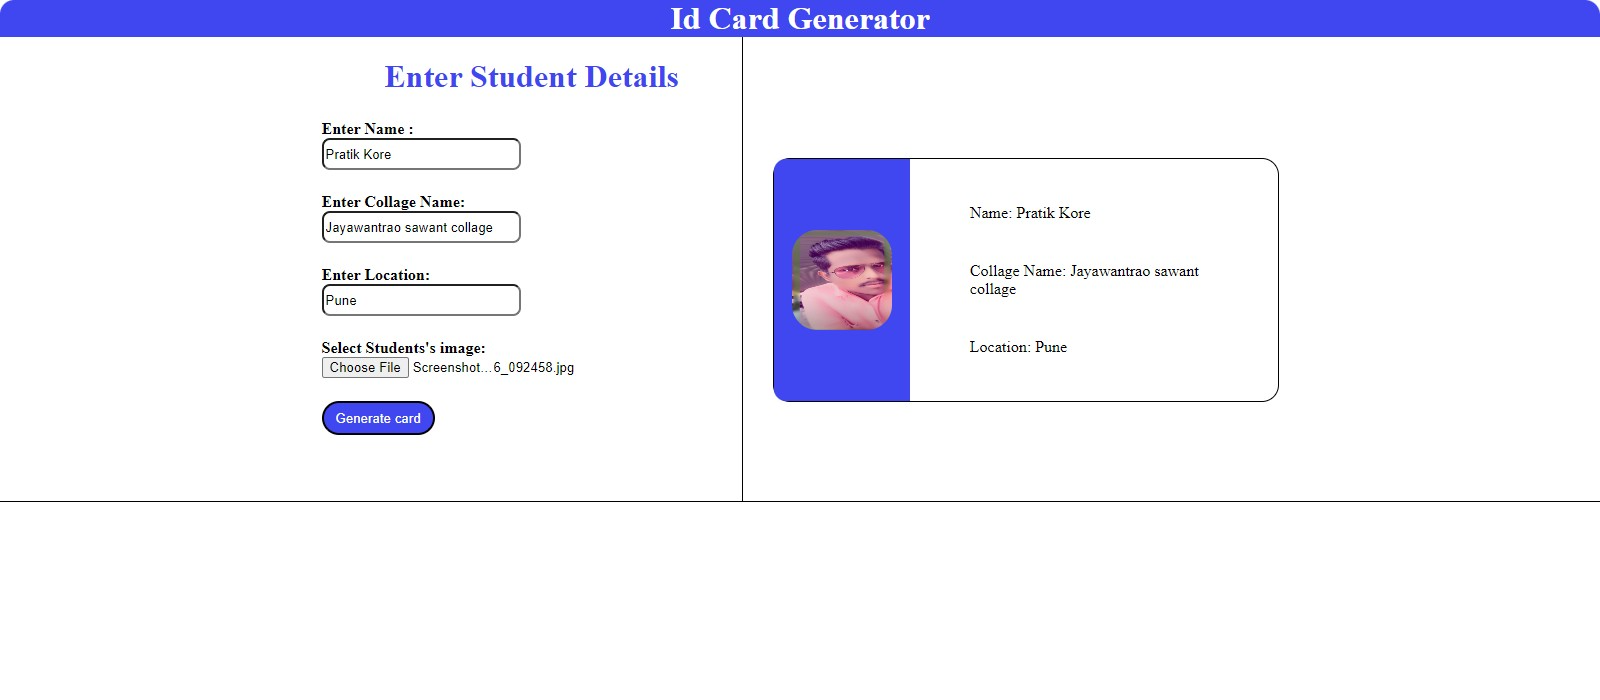 Id Card Generator
Enter Student Details
Enter Name :
Pratik Kore
Enter Collage Name:
Jayawantrao sawant collage
Enter Location:
Pune
Select Students's image:
Choose File Screenshot...6_092458.jpg
Generate card
Name: Pratik Kore
Collage Name: Jayawantrao sawant
collage
Location: Pune